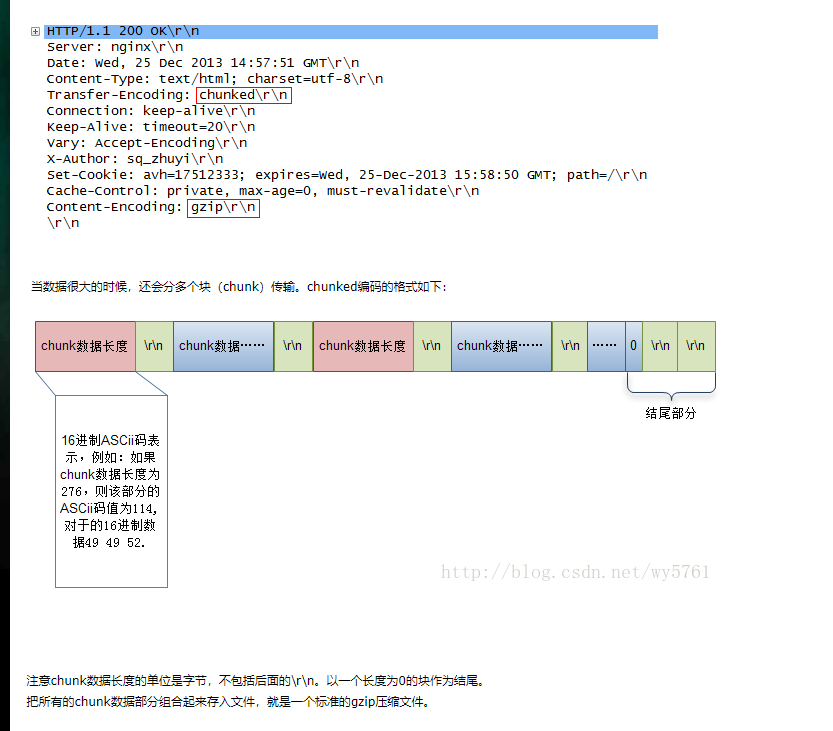 HTTP/1.1 200 OK\r\n
Server: nginx\r\n
Date: Wed, 25 Dec 2013 14:57:51 GMT\r\n
Content-Type: text/html; charset=utf-8\r\n
Transfer-Encoding: chunked\r\n
Connection: keep-alive\r\n
Keep-Alive: timeout=20\r\n
Vary: Accept-Encoding\r\n
X-Author: sq_zhuyi\r\n
Set-Cookie: avh=17512333; expires=Wed, 25-Dec-2013 15:58:50 GMT; path=/\r\n
Cache-Control: private, max-age=0, must-revalidate\r\n
Content-Encoding: gzip\r\n
\r\n
当数据很大的时候，还会分多个块（chunk）传输。chunked编码的格式如下：
chunk数据长度 \r\n chunk数据…… \r\n chunk数据长度 \r\n chunk数据…… \r\n …… 0 \r\n \r\n
结尾部分
16进制ASCii码表
示，例如：如果
chunk数据长度为
276，则该部分的
ASCii码值为114，
对于的16进制数
据49 49 52.
http://blog.csdn.net/wy5761
注意chunk数据长度的单位是字节，不包括后面的\r\n。以一个长度为0的块作为结尾。
把所有的chunk数据部分组合起来存入文件，就是一个标准的gzip压缩文件。